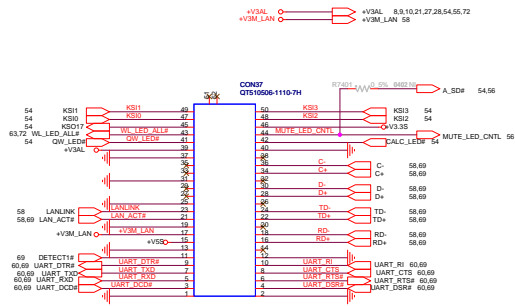 +V3AL +V3AL 8,9,10,21,27,28,54,55,72
+V3M_LAN +V3M_LAN 58
CON37
QT510506-1110-7H
R7401 0_5% 0402
A_SD# 54,56
54 KSI1 KSI1 49 50 KSI3 KSI3 54
54 KSI0 KSI0 47 48 KSI2 KSI2 54
54 KSO17 45 46 +V3.3S
63,72 WL_LED_ALL# WL_LED_ALL# 43 44 MUTE_LED_CNTL MUTE_LED_CNTL 56
54 QW_LED# QW_LED# 41 42 CALC_LED# 54
+V3AL 39 40
37 38
35 36 C- C- 58,69
33 34 C+ C+ 58,69
31 32
29 30 D- D- 58,69
27 28 D+ D+ 58,69
25 26
58 LANLINK LANLINK 23 24 TD- TD- 58,69
58,69 LAN_ACT# LAN_ACT# 21 22 TD+ TD+ 58,69
19 20
+V3M_LAN +V3M_LAN 17 18 RD- RD- 58,69
+V5S 15 16 RD+ RD+ 58,69
13 14
69 DETECT1# 11 12
60,69 UART_DTR# UART_DTR# 9 10 UART_RI UART_RI 60,69
60,69 UART_TXD UART_TXD 7 8 UART_CTS UART_CTS 60,69
60,69 UART_RXD UART_RXD 5 6 UART_RTS# UART_RTS# 60,69
60,69 UART_DCD# UART_DCD# 3 4 UART_DSR# UART_DSR# 60,69
1 2